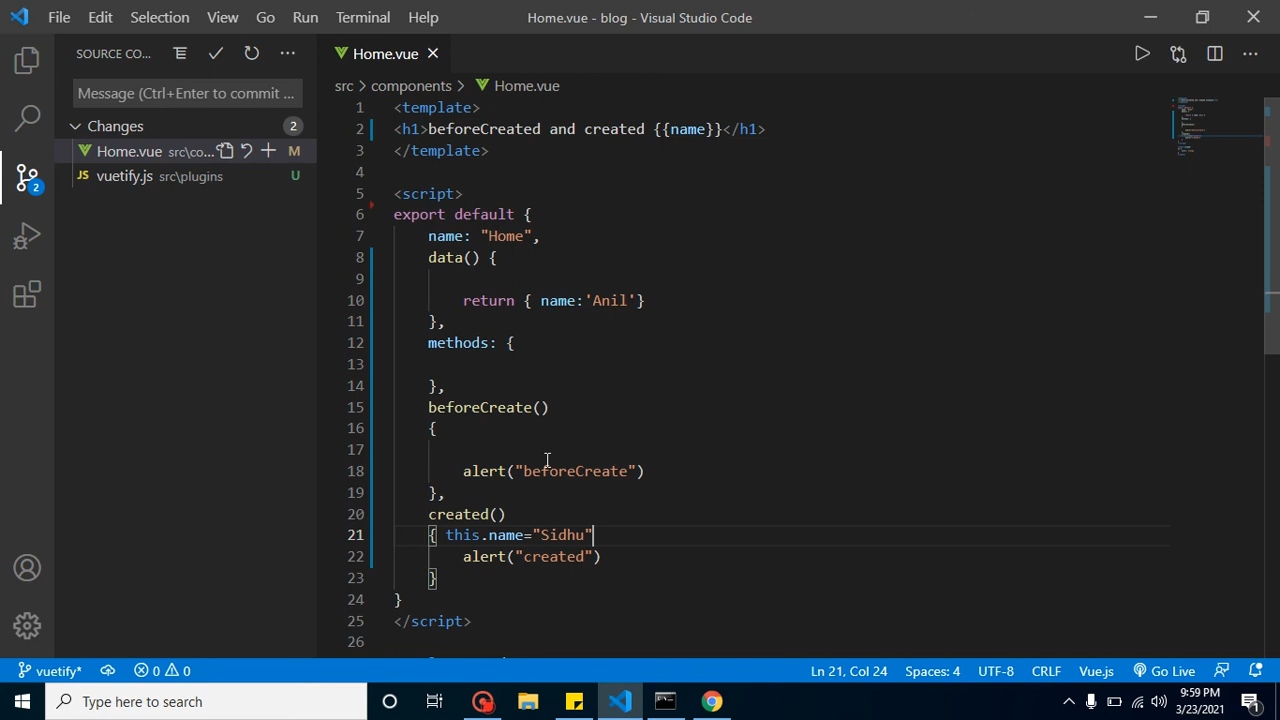 File Edit Selection View Go Run Terminal Help
Home.vue - blog - Visual Studio Code
SOURCE CO...
Home.vue
Message (Ctrl+Enter to commit ...
src > components > Home.vue
Changes 2
Home.vue src\co... M
JS vuetify.js src\plugins U
2
1 <template>
2 <h1>beforecreated and created {{name}}</h1>
3 </template>
4
5 <script>
6 export default {
7 name: "Home",
8 data() {
9
10 return { name:'Anil'}
11 },
12 methods: {
13
14 },
15 beforeCreate()
16 {
17
18 alert("beforeCreate")
19 },
20 created()
21 { this.name="Sidhu"
22 alert("created")
23 }
24 }
25 </script>
26
vuetify* 0 0 Ln 21, Col 24 Spaces: 4 UTF-8 CRLF Vue.js Go Live
Type here to search
9:59 PM
3/23/2021
1